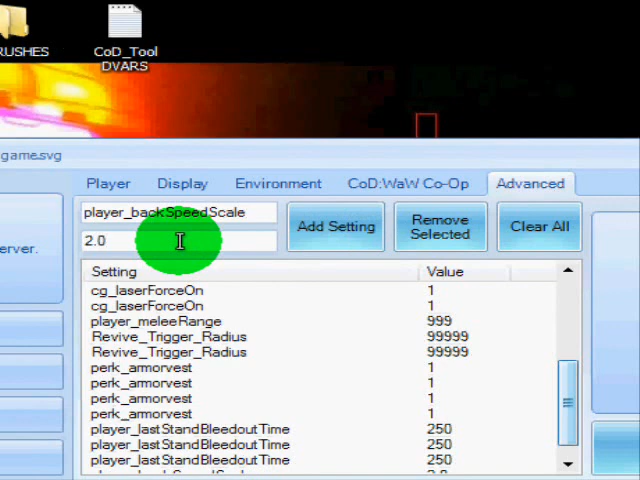 RUSHES
CoD_Tool
DVARS
game.svg
Player Display Environment CoD:WaW Co-Op Advanced
player_backSpeedScale
2.0
Add Setting
Remove
Selected
Clear All
erver.
Setting Value
cg_laserForceOn 1
cg_laserForceOn 1
player_meleeRange 999
Revive_Trigger_Radius 99999
Revive_Trigger_Radius 99999
perk_armorvest 1
perk_armorvest 1
perk_armorvest 1
perk_armorvest 1
player_lastStandBleedoutTime 250
player_lastStandBleedoutTime 250
player_lastStandBleedoutTime 250